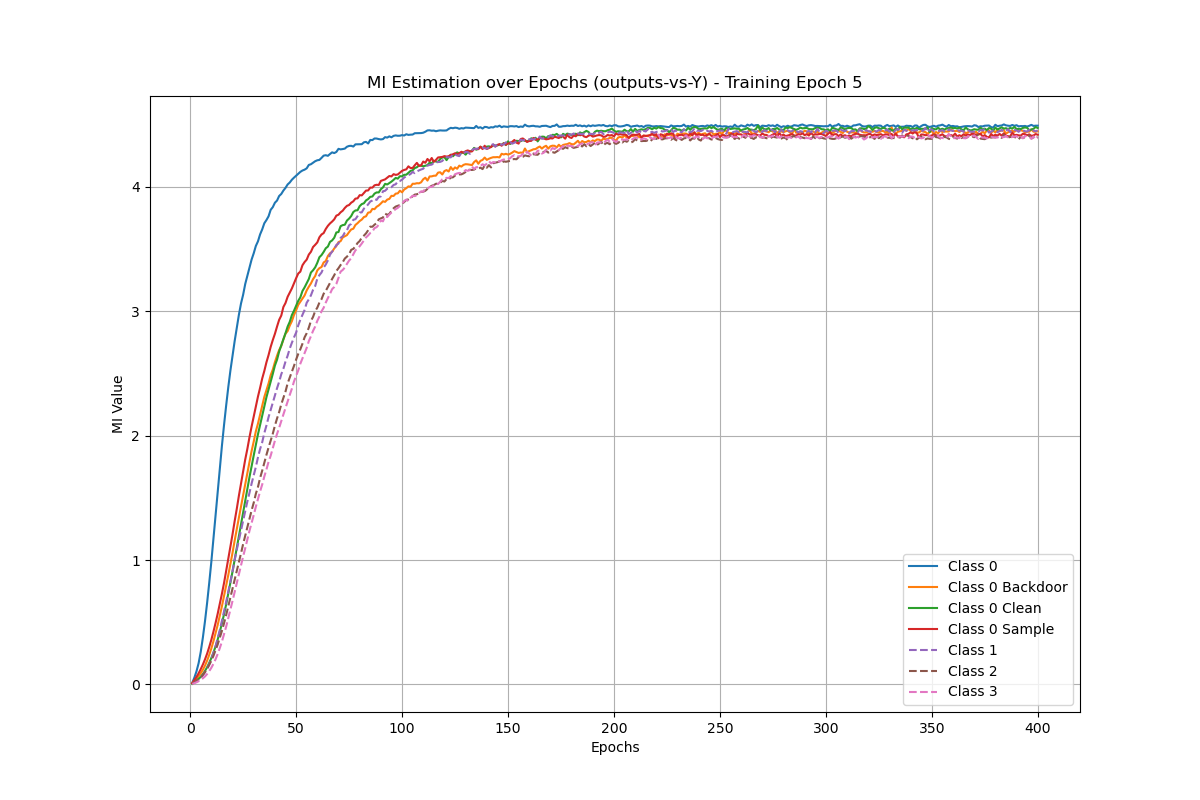 MI Estimation over Epochs (outputs-vs-Y) - Training Epoch 5
MI Value
4
3
2
1
0
0 50 100 150 200 250 300 350 400
Epochs
Class 0
Class 0 Backdoor
Class 0 Clean
Class 0 Sample
Class 1
Class 2
Class 3